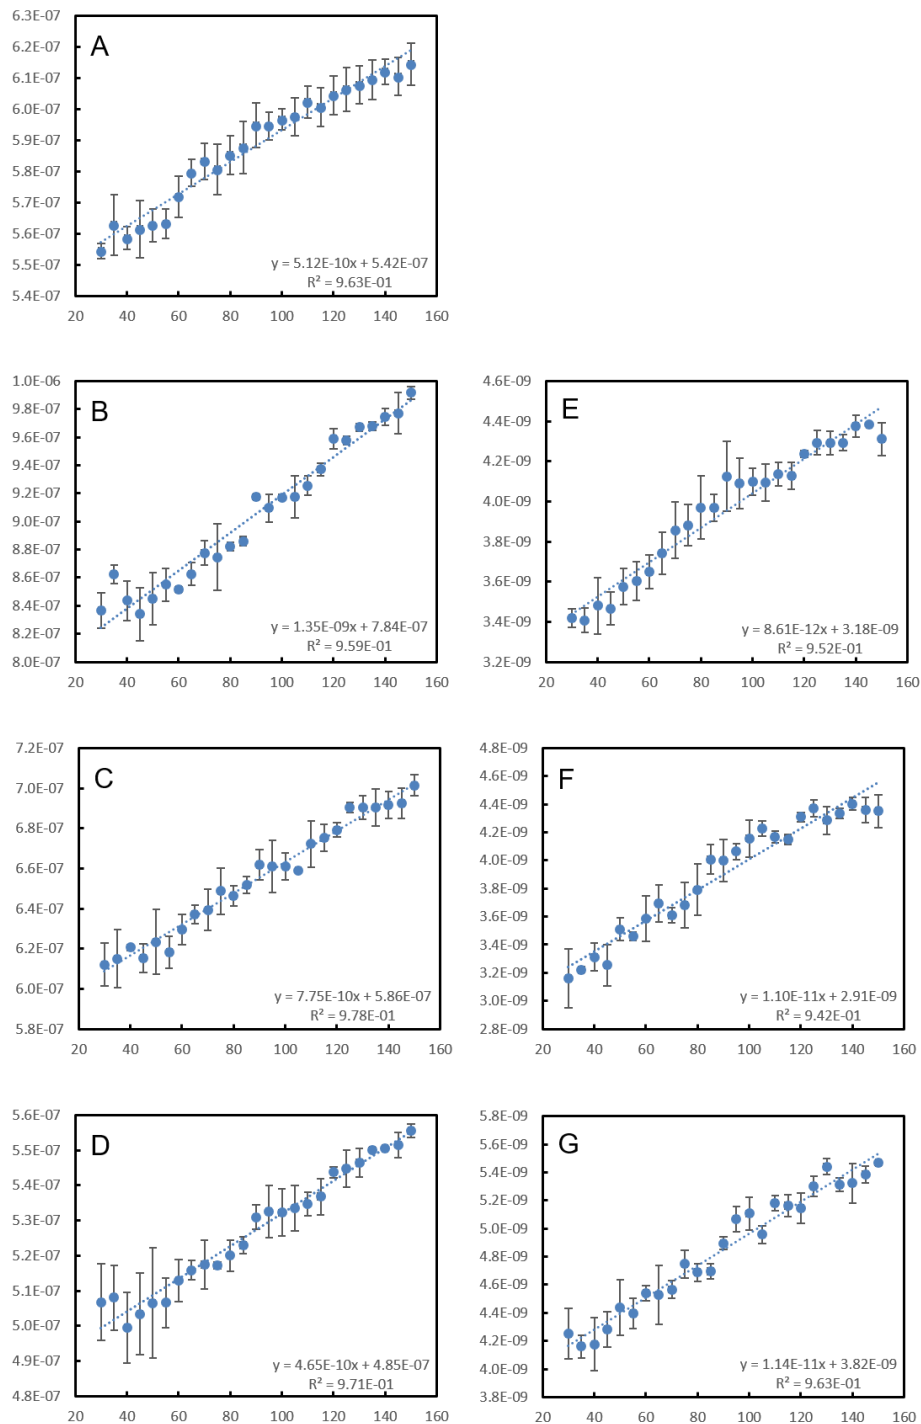 A
6.3E-07
6.2E-07
6.1E-07
6.0E-07
5.9E-07
5.8E-07
5.7E-07
5.6E-07
5.5E-07
5.4E-07
y = 5.12E-10x + 5.42E-07
R² = 9.63E-01
20 40 60 80 100 120 140 160
B
1.0E-06
9.8E-07
9.6E-07
9.4E-07
9.2E-07
9.0E-07
8.8E-07
8.6E-07
8.4E-07
8.2E-07
8.0E-07
y = 1.35E-09x + 7.84E-07
R² = 9.59E-01
20 40 60 80 100 120 140 160
E
4.6E-09
4.4E-09
4.2E-09
4.0E-09
3.8E-09
3.6E-09
3.4E-09
3.2E-09
y = 8.61E-12x + 3.18E-09
R² = 9.52E-01
20 40 60 80 100 120 140 160
C
7.2E-07
7.0E-07
6.8E-07
6.6E-07
6.4E-07
6.2E-07
6.0E-07
5.8E-07
y = 7.75E-10x + 5.86E-07
R² = 9.78E-01
20 40 60 80 100 120 140 160
F
4.8E-09
4.6E-09
4.4E-09
4.2E-09
4.0E-09
3.8E-09
3.6E-09
3.4E-09
3.2E-09
3.0E-09
2.8E-09
y = 1.10E-11x + 2.91E-09
R² = 9.42E-01
20 40 60 80 100 120 140 160
D
5.6E-07
5.5E-07
5.4E-07
5.3E-07
5.2E-07
5.1E-07
5.0E-07
4.9E-07
4.8E-07
y = 4.65E-10x + 4.85E-07
R² = 9.71E-01
20 40 60 80 100 120 140 160
G
5.8E-09
5.6E-09
5.4E-09
5.2E-09
5.0E-09
4.8E-09
4.6E-09
4.4E-09
4.2E-09
4.0E-09
3.8E-09
y = 1.14E-11x + 3.82E-09
R² = 9.63E-01
20 40 60 80 100 120 140 160